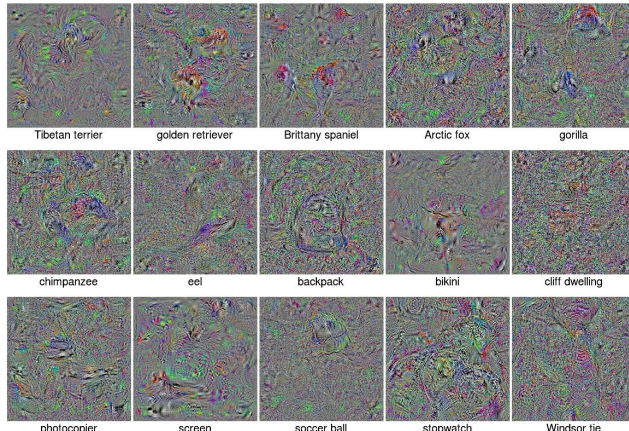 Tibetan terrier golden retriever Brittany spaniel Arctic fox gorilla
chimpanzee eel backpack bikini cliff dwelling
photocopier screen soccer ball stopwatch Windsor tie